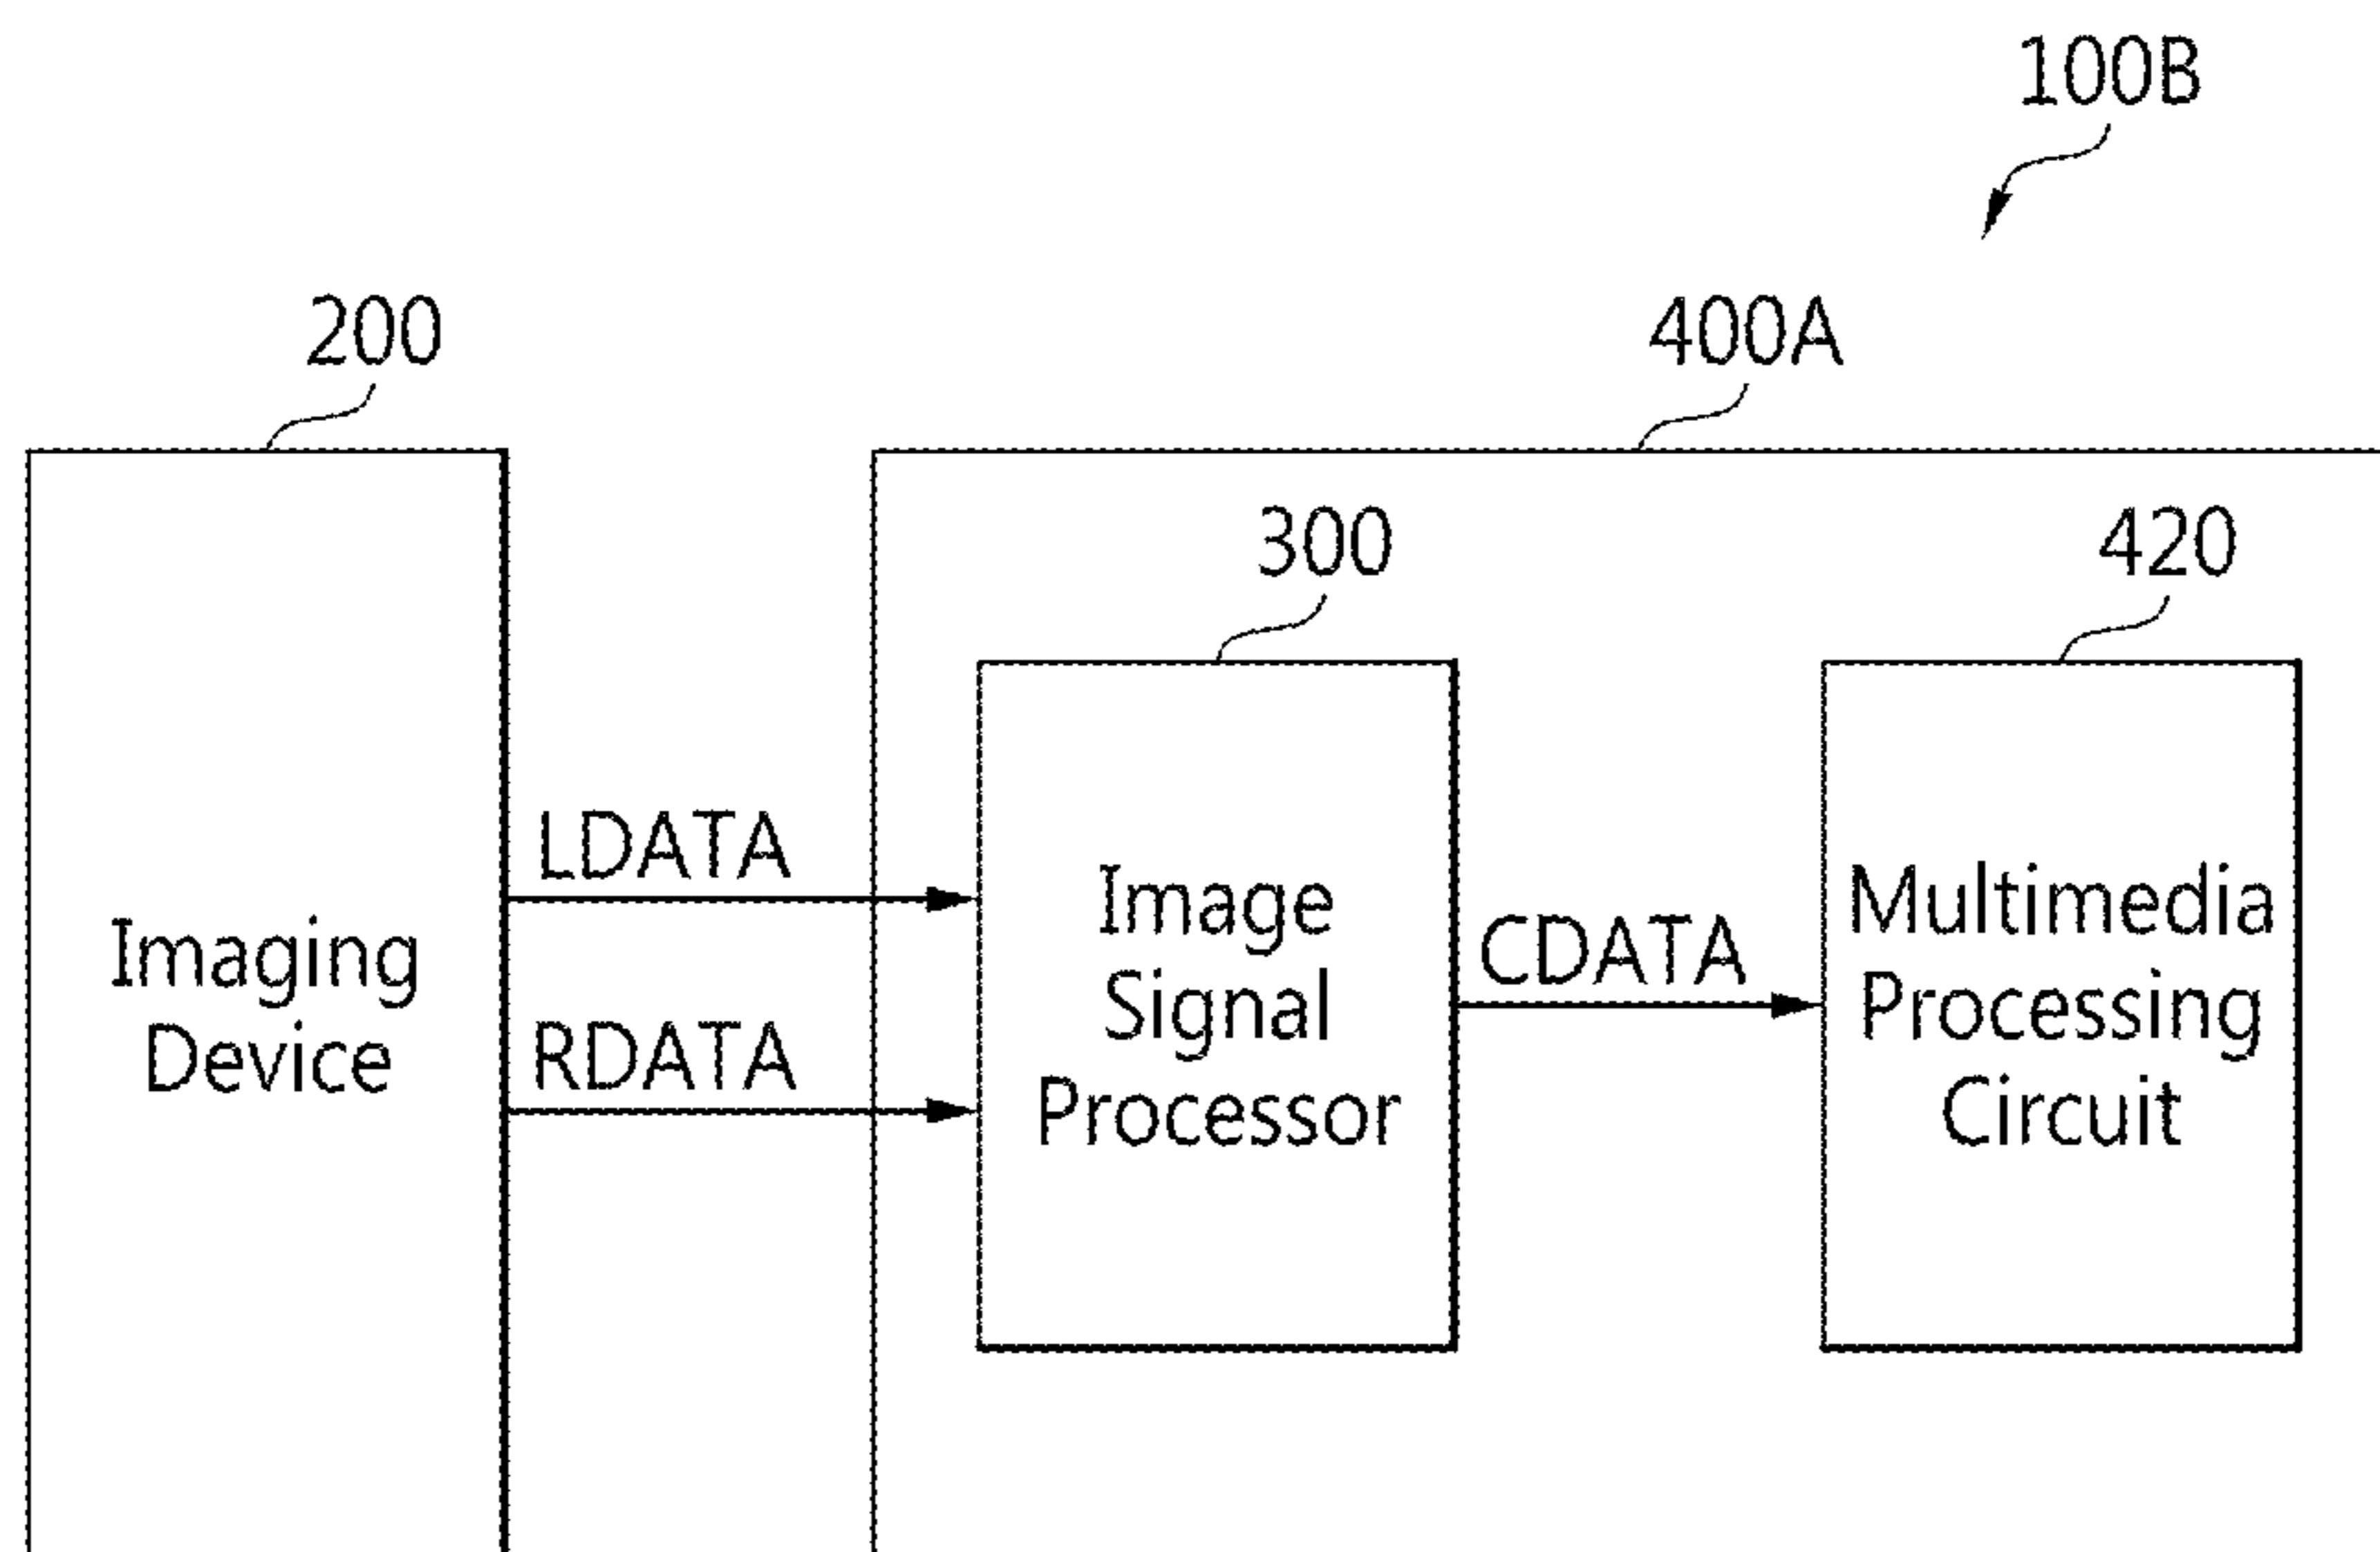 100B
200
400A
300
420
LDATA
RDATA
Imaging
Device
Image
Signal
Processor
CDATA
Multimedia
Processing
Circuit